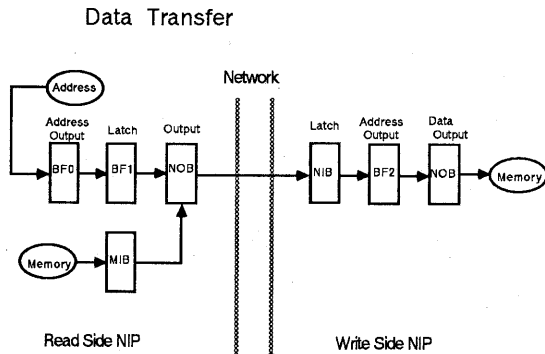 Data Transfer
Network
Address
Address
Output
Latch
Output
BF0
BF1
NOB
Memory
MIB
Latch
Address
Output
Data
Output
NIB
BF2
NOB
Memory
Read Side NIP
Write Side NIP